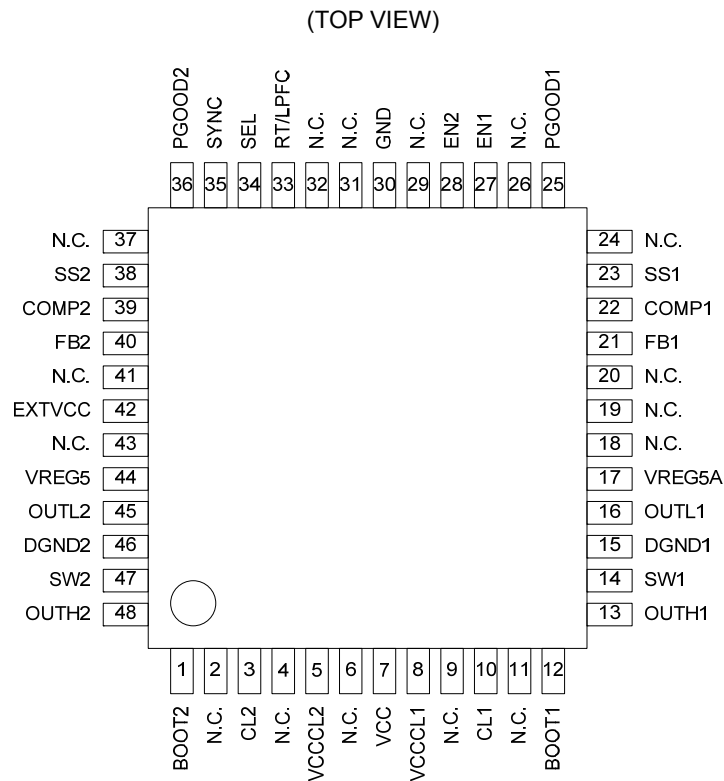 (TOP VIEW)
PGOOD2
SYNC
SEL
RT/LPFC
N.C.
N.C.
GND
N.C.
EN2
EN1
N.C.
PGOOD1
36 35 34 33 32 31 30 29 28 27 26 25
N.C. 37 24 N.C.
SS2 38 23 SS1
COMP2 39 22 COMP1
FB2 40 21 FB1
N.C. 41 20 N.C.
EXTVCC 42 19 N.C.
N.C. 43 18 N.C.
VREG5 44 17 VREG5A
OUTL2 45 16 OUTL1
DGND2 46 15 DGND1
SW2 47 14 SW1
OUTH2 48 13 OUTH1
1 2 3 4 5 6 7 8 9 10 11 12
BOOT2
N.C.
CL2
N.C.
VCCCL2
N.C.
VCC
VCCCL1
N.C.
CL1
N.C.
BOOT1